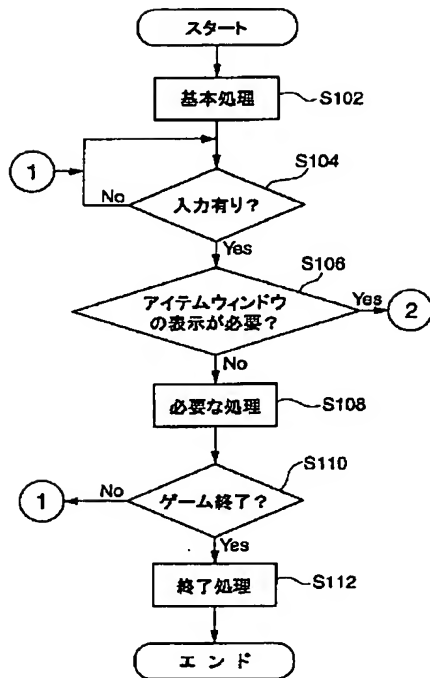 スタート
基本処理
S102
1
S104
No
入力有り?
Yes
S106
アイテムウィンドウ
の表示が必要?
Yes
2
No
必要な処理
S108
S110
1
No
ゲーム終了?
Yes
終了処理
S112
エンド